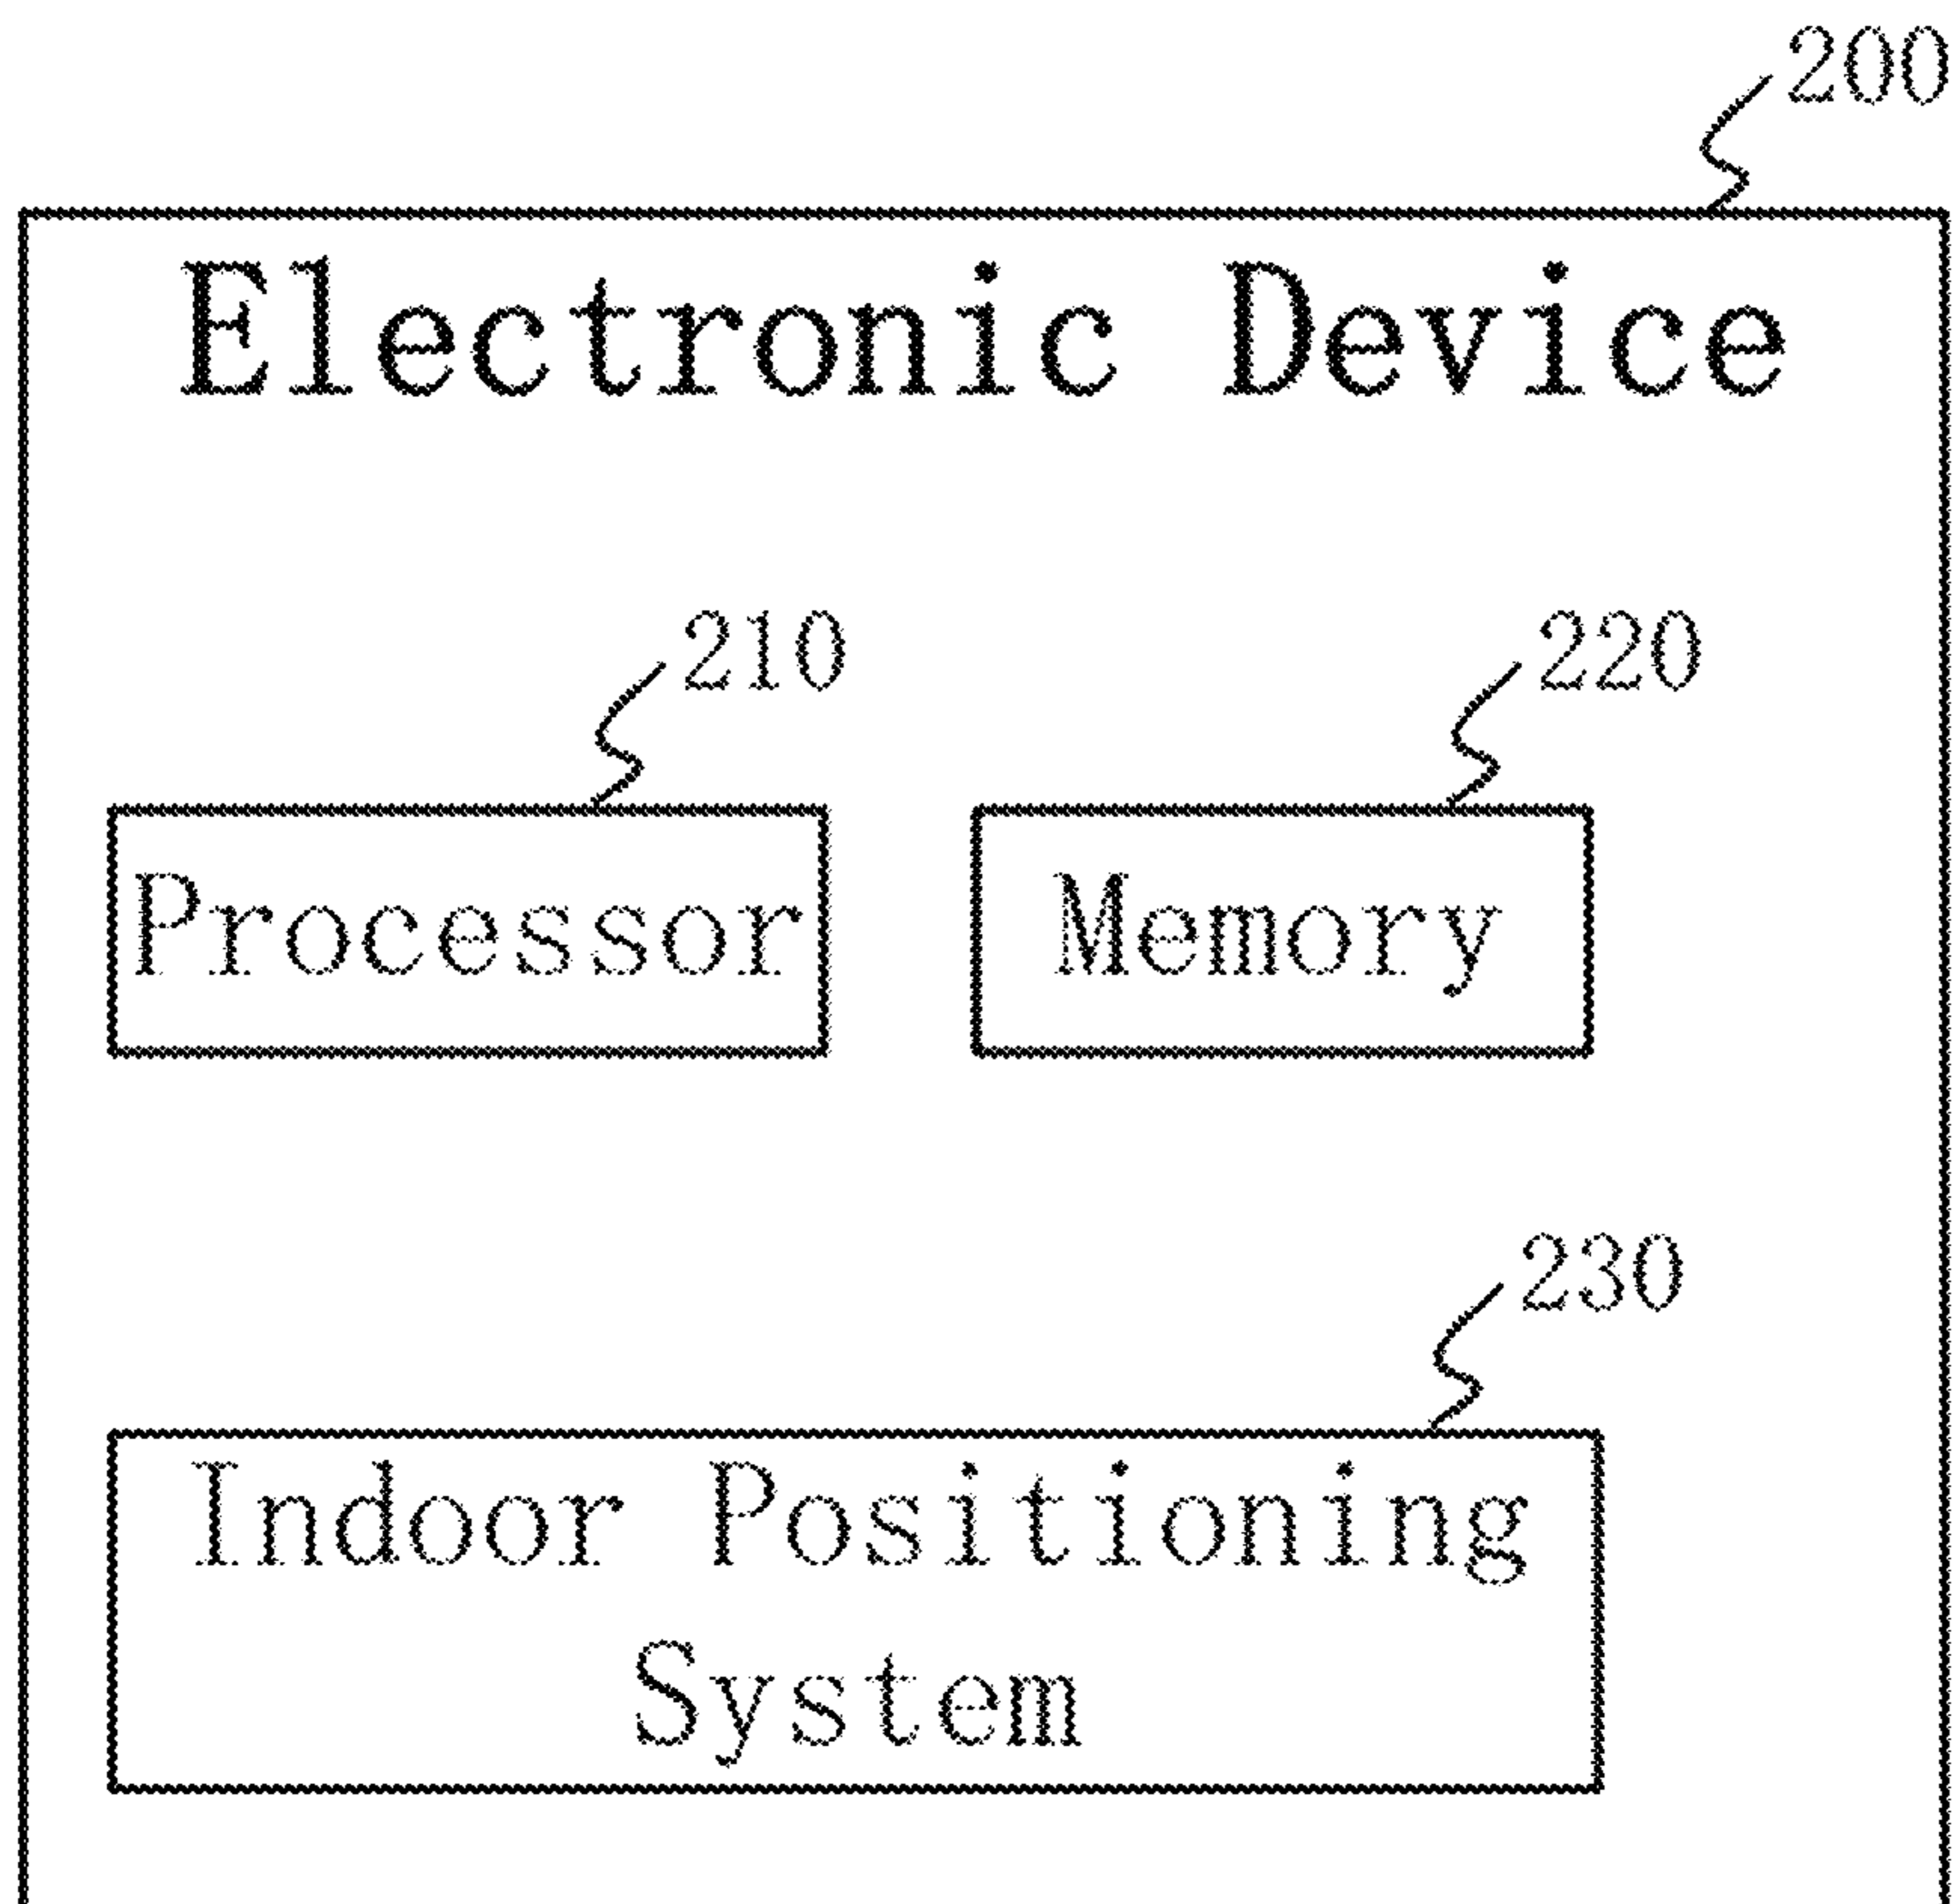 200
Electronic Device
210
220
Processor
Memory
230
Indoor Positioning
System